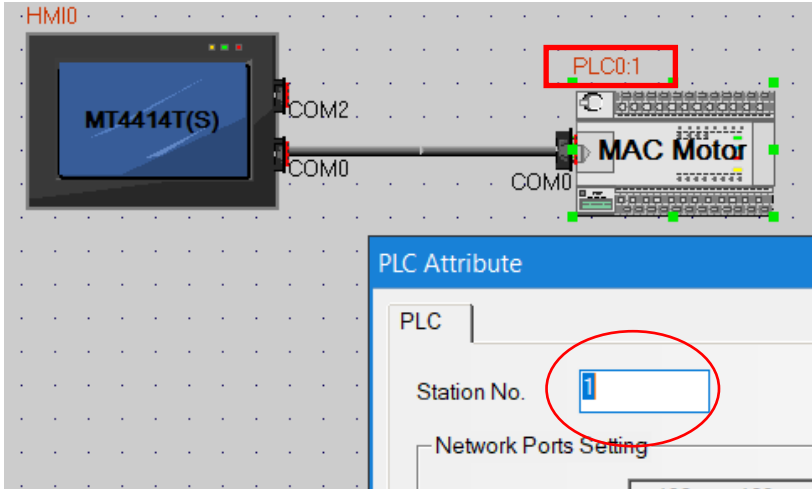 HMI0
PLC0:1
MT4414T(S)
COM2
MAC Motor
COM0
COM0
PLC Attribute
PLC
Station No.
1
Network Ports Setting